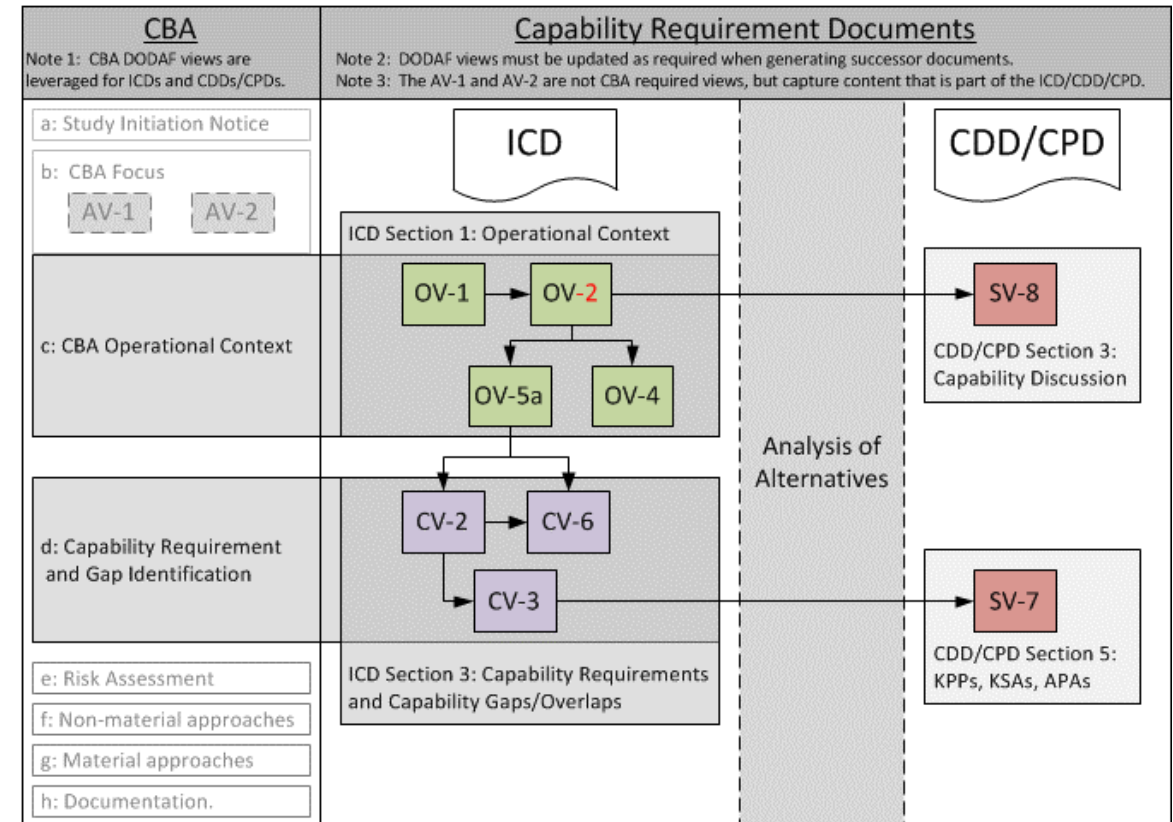 CBA
Note 1: CBA DODAF views are
leveraged for ICDs and CDDs/CPDs.
Capability Requirement Documents
Note 2: DODAF views must be updated as required when generating successor documents.
Note 3: The AV-1 and AV-2 are not CBA required views, but capture content that is part of the ICD/CDD/CPD.
a: Study Initiation Notice
b: CBA Focus
AV-1
AV-2
ICD
CDD/CPD
ICD Section 1: Operational Context
c: CBA Operational Context
OV-1
OV-2
OV-5a
OV-4
SV-8
CDD/CPD Section 3:
Capability Discussion
Analysis of
Alternatives
d: Capability Requirement
and Gap Identification
CV-2
CV-6
CV-3
SV-7
ICD Section 3: Capability Requirements
and Capability Gaps/Overlaps
CDD/CPD Section 5:
KPPs, KSAs, APAs
e: Risk Assessment
f: Non-material approaches
g: Material approaches
h: Documentation.